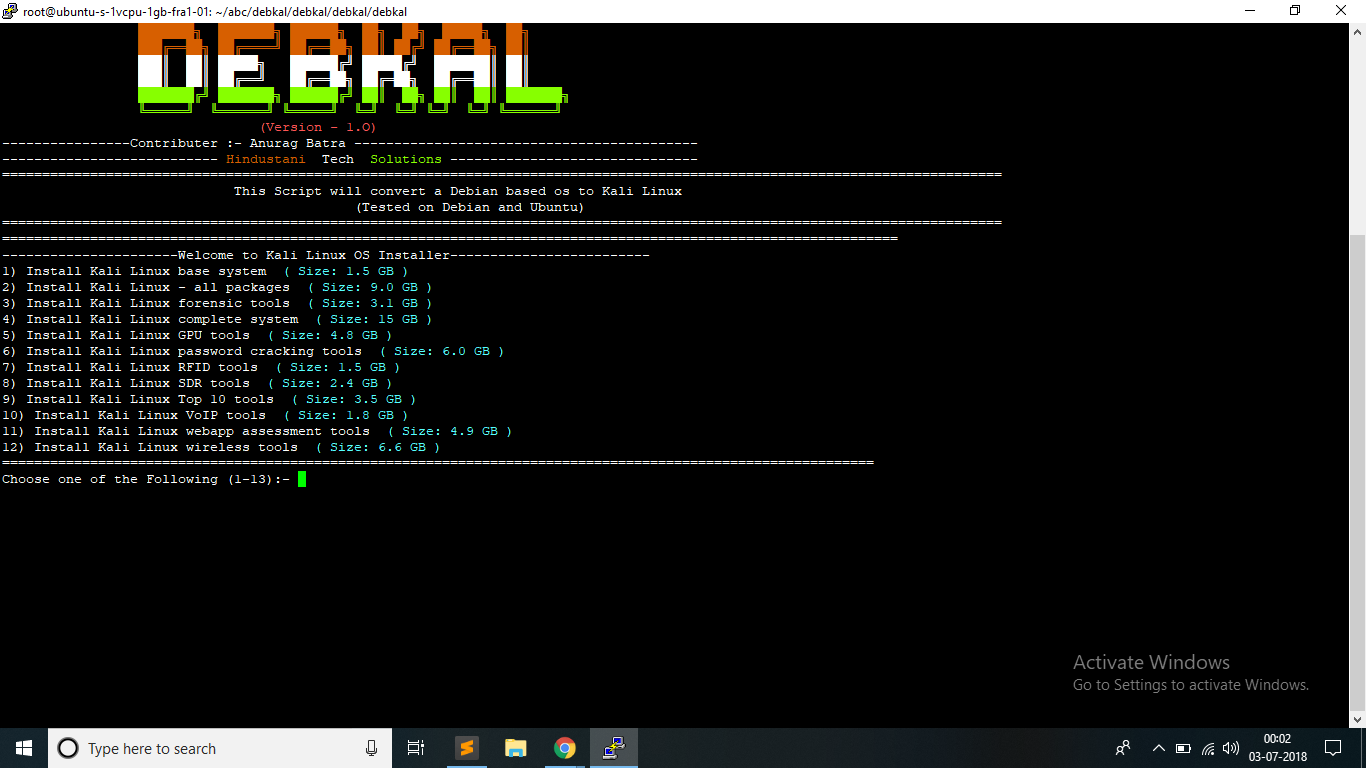 root@ubuntu-s-1vcpu-1gb-fra1-01: ~/abc/debkal/debkal/debkal/debkal
DEBKAL
(Version - 1.0)
----------------Contributer :- Anurag Batra -------------------------------------------
--------------------------- Hindustani Tech Solutions -------------------------------
=============================================================================================================================
This Script will convert a Debian based os to Kali Linux
(Tested on Debian and Ubuntu)
=============================================================================================================================
================================================================================================================
----------------------Welcome to Kali Linux OS Installer-------------------------
1) Install Kali Linux base system ( Size: 1.5 GB )
2) Install Kali Linux - all packages ( Size: 9.0 GB )
3) Install Kali Linux forensic tools ( Size: 3.1 GB )
4) Install Kali Linux complete system ( Size: 15 GB )
5) Install Kali Linux GPU tools ( Size: 4.8 GB )
6) Install Kali Linux password cracking tools ( Size: 6.0 GB )
7) Install Kali Linux RFID tools ( Size: 1.5 GB )
8) Install Kali Linux SDR tools ( Size: 2.4 GB )
9) Install Kali Linux Top 10 tools ( Size: 3.5 GB )
10) Install Kali Linux VoIP tools ( Size: 1.8 GB )
11) Install Kali Linux webapp assessment tools ( Size: 4.9 GB )
12) Install Kali Linux wireless tools ( Size: 6.6 GB )
=============================================================================================================
Choose one of the Following (1-13):-
Activate Windows
Go to Settings to activate Windows.
Type here to search
00:02
03-07-2018